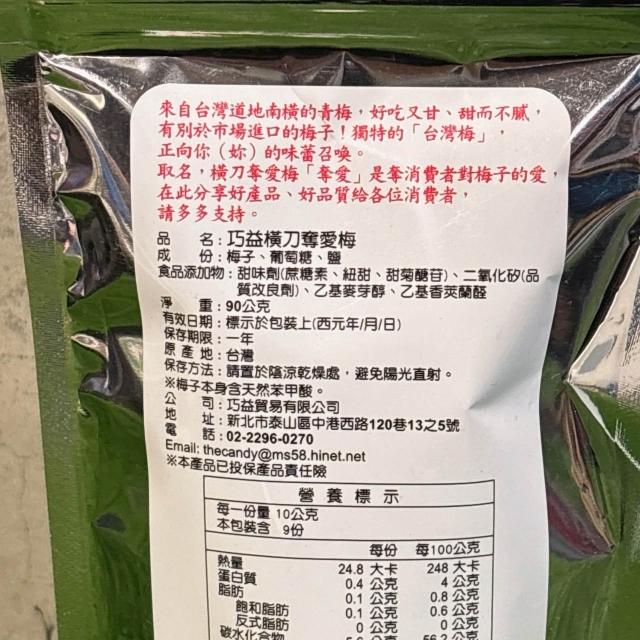 來自台灣道地南橫的青梅,好吃又甘、甜而不膩,
有別於市場進口的梅子!獨特的「台灣梅」,
正向你(妳)的味蕾召喚。
取名,橫刀奪愛梅「奪愛」是奪消費者對梅子的愛,
在此分享好產品、好品質給各位消費者,
請多多支持。
品 名:巧益橫刀奪愛梅
成 份:梅子、葡萄糖、鹽
食品添加物:甜味劑(蔗糖素、紐甜、甜菊醣苷)、二氧化矽(品
質改良劑)、乙基麥芽醇、乙基香莢蘭醛
淨 重:90公克
有效日期:標示於包裝上(西元年/月/日)
保存期限:一年
原 產 地:台灣
保存方法:請置於陰涼乾燥處,避免陽光直射。
※梅子本身含天然苯甲酸。
公 司:巧益貿易有限公司
地 址:新北市泰山區中港西路120巷13之5號
電 話:02-2296-0270
Email: thecandy@ms58.hinet.net
※本產品已投保產品責任險
營 養 標 示
每一份量 10公克
本包裝含 9份
每份 每100公克
熱量 24.8 大卡 248 大卡
蛋白質 0.4 公克 4 公克
脂肪 0.1 公克 0.8 公克
飽和脂肪 0.1 公克 0.6 公克
反式脂肪 0 公克 0 公克
碳水化合物 56.2 公克